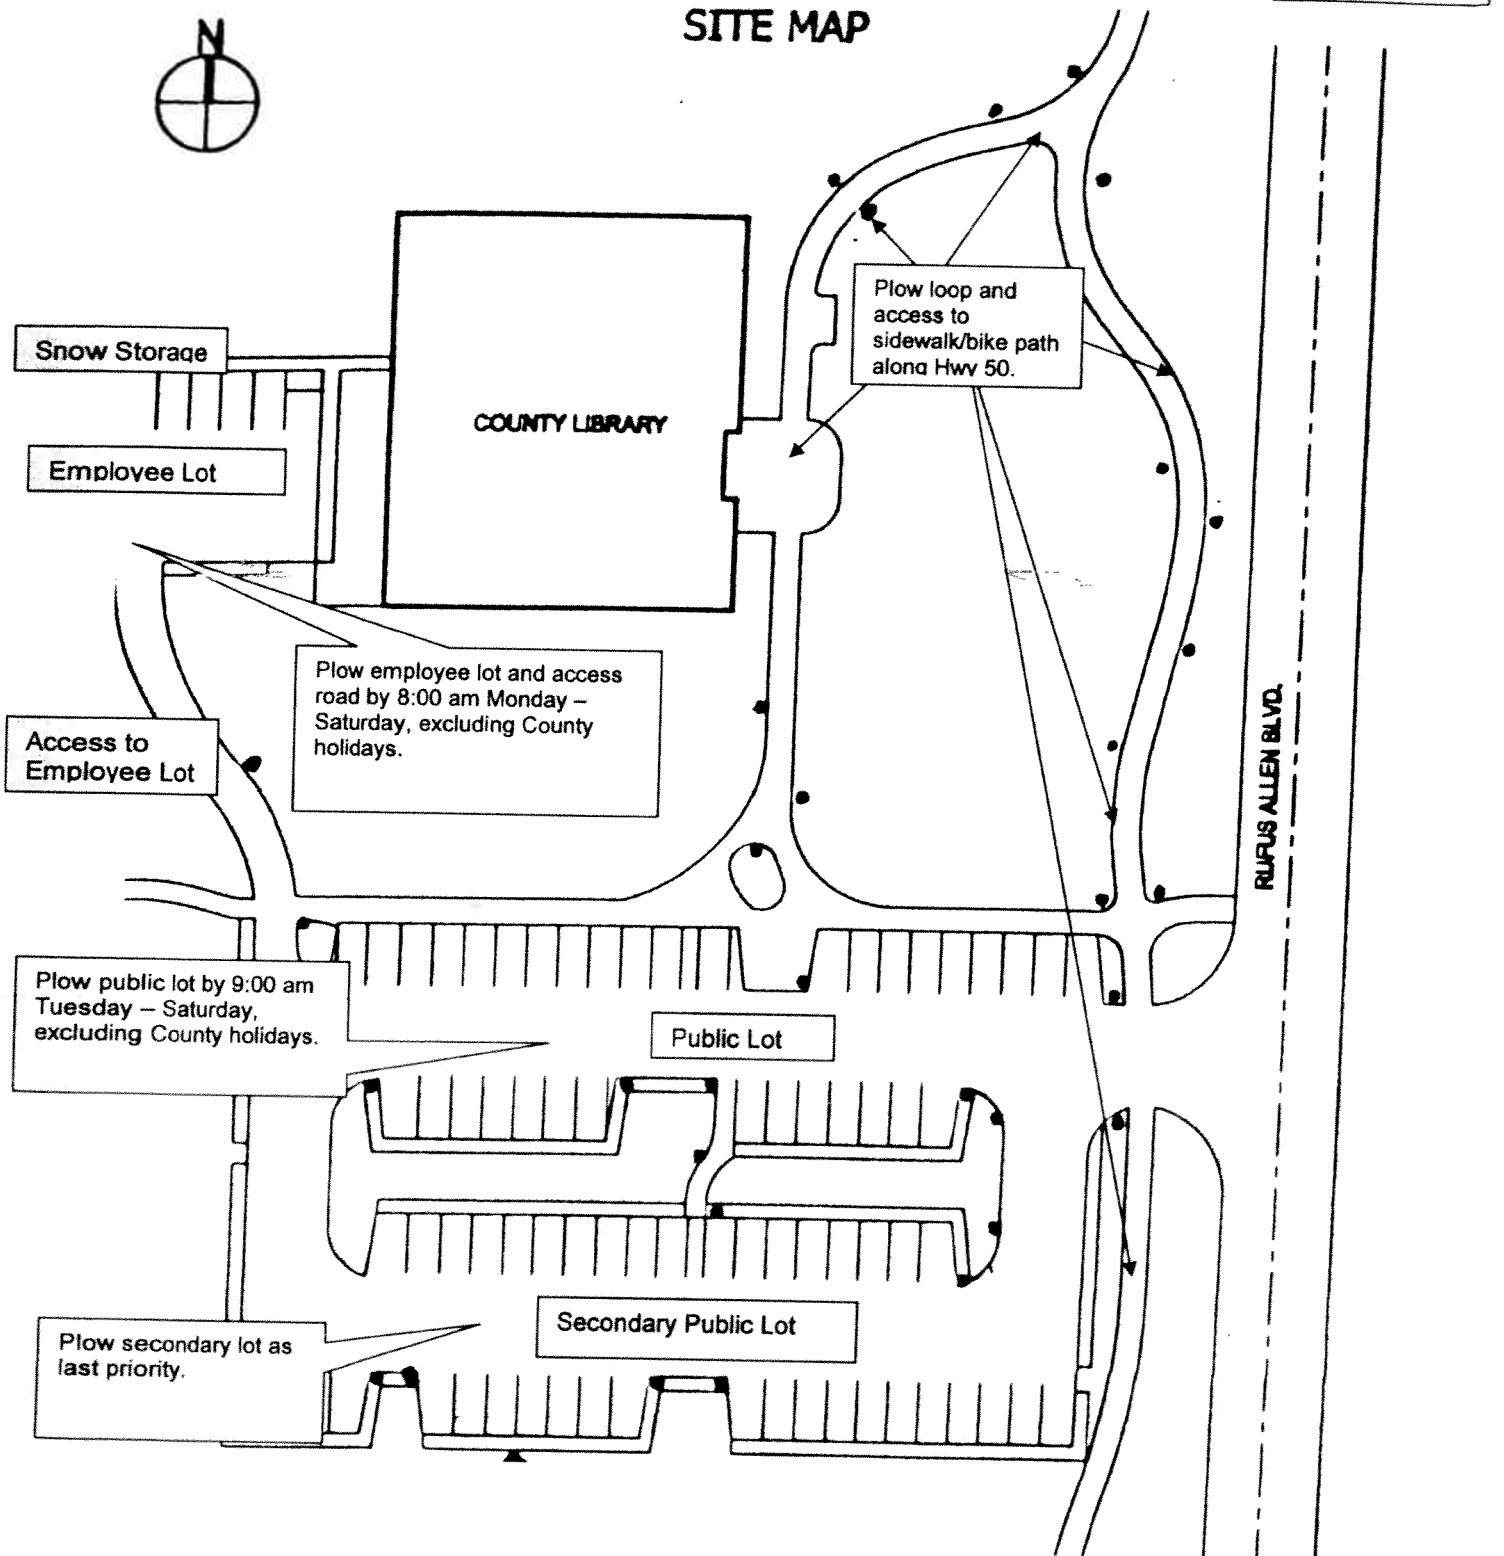 SITE MAP
N
Plow loop and
access to
sidewalk/bike path
along Hwy 50.
Snow Storage
COUNTY LIBRARY
Employee Lot
Plow employee lot and access
road by 8:00 am Monday –
Saturday, excluding County
holidays.
Access to
Employee Lot
RUFUS ALLEN BLVD.
Plow public lot by 9:00 am
Tuesday – Saturday,
excluding County holidays.
Public Lot
Secondary Public Lot
Plow secondary lot as
last priority.